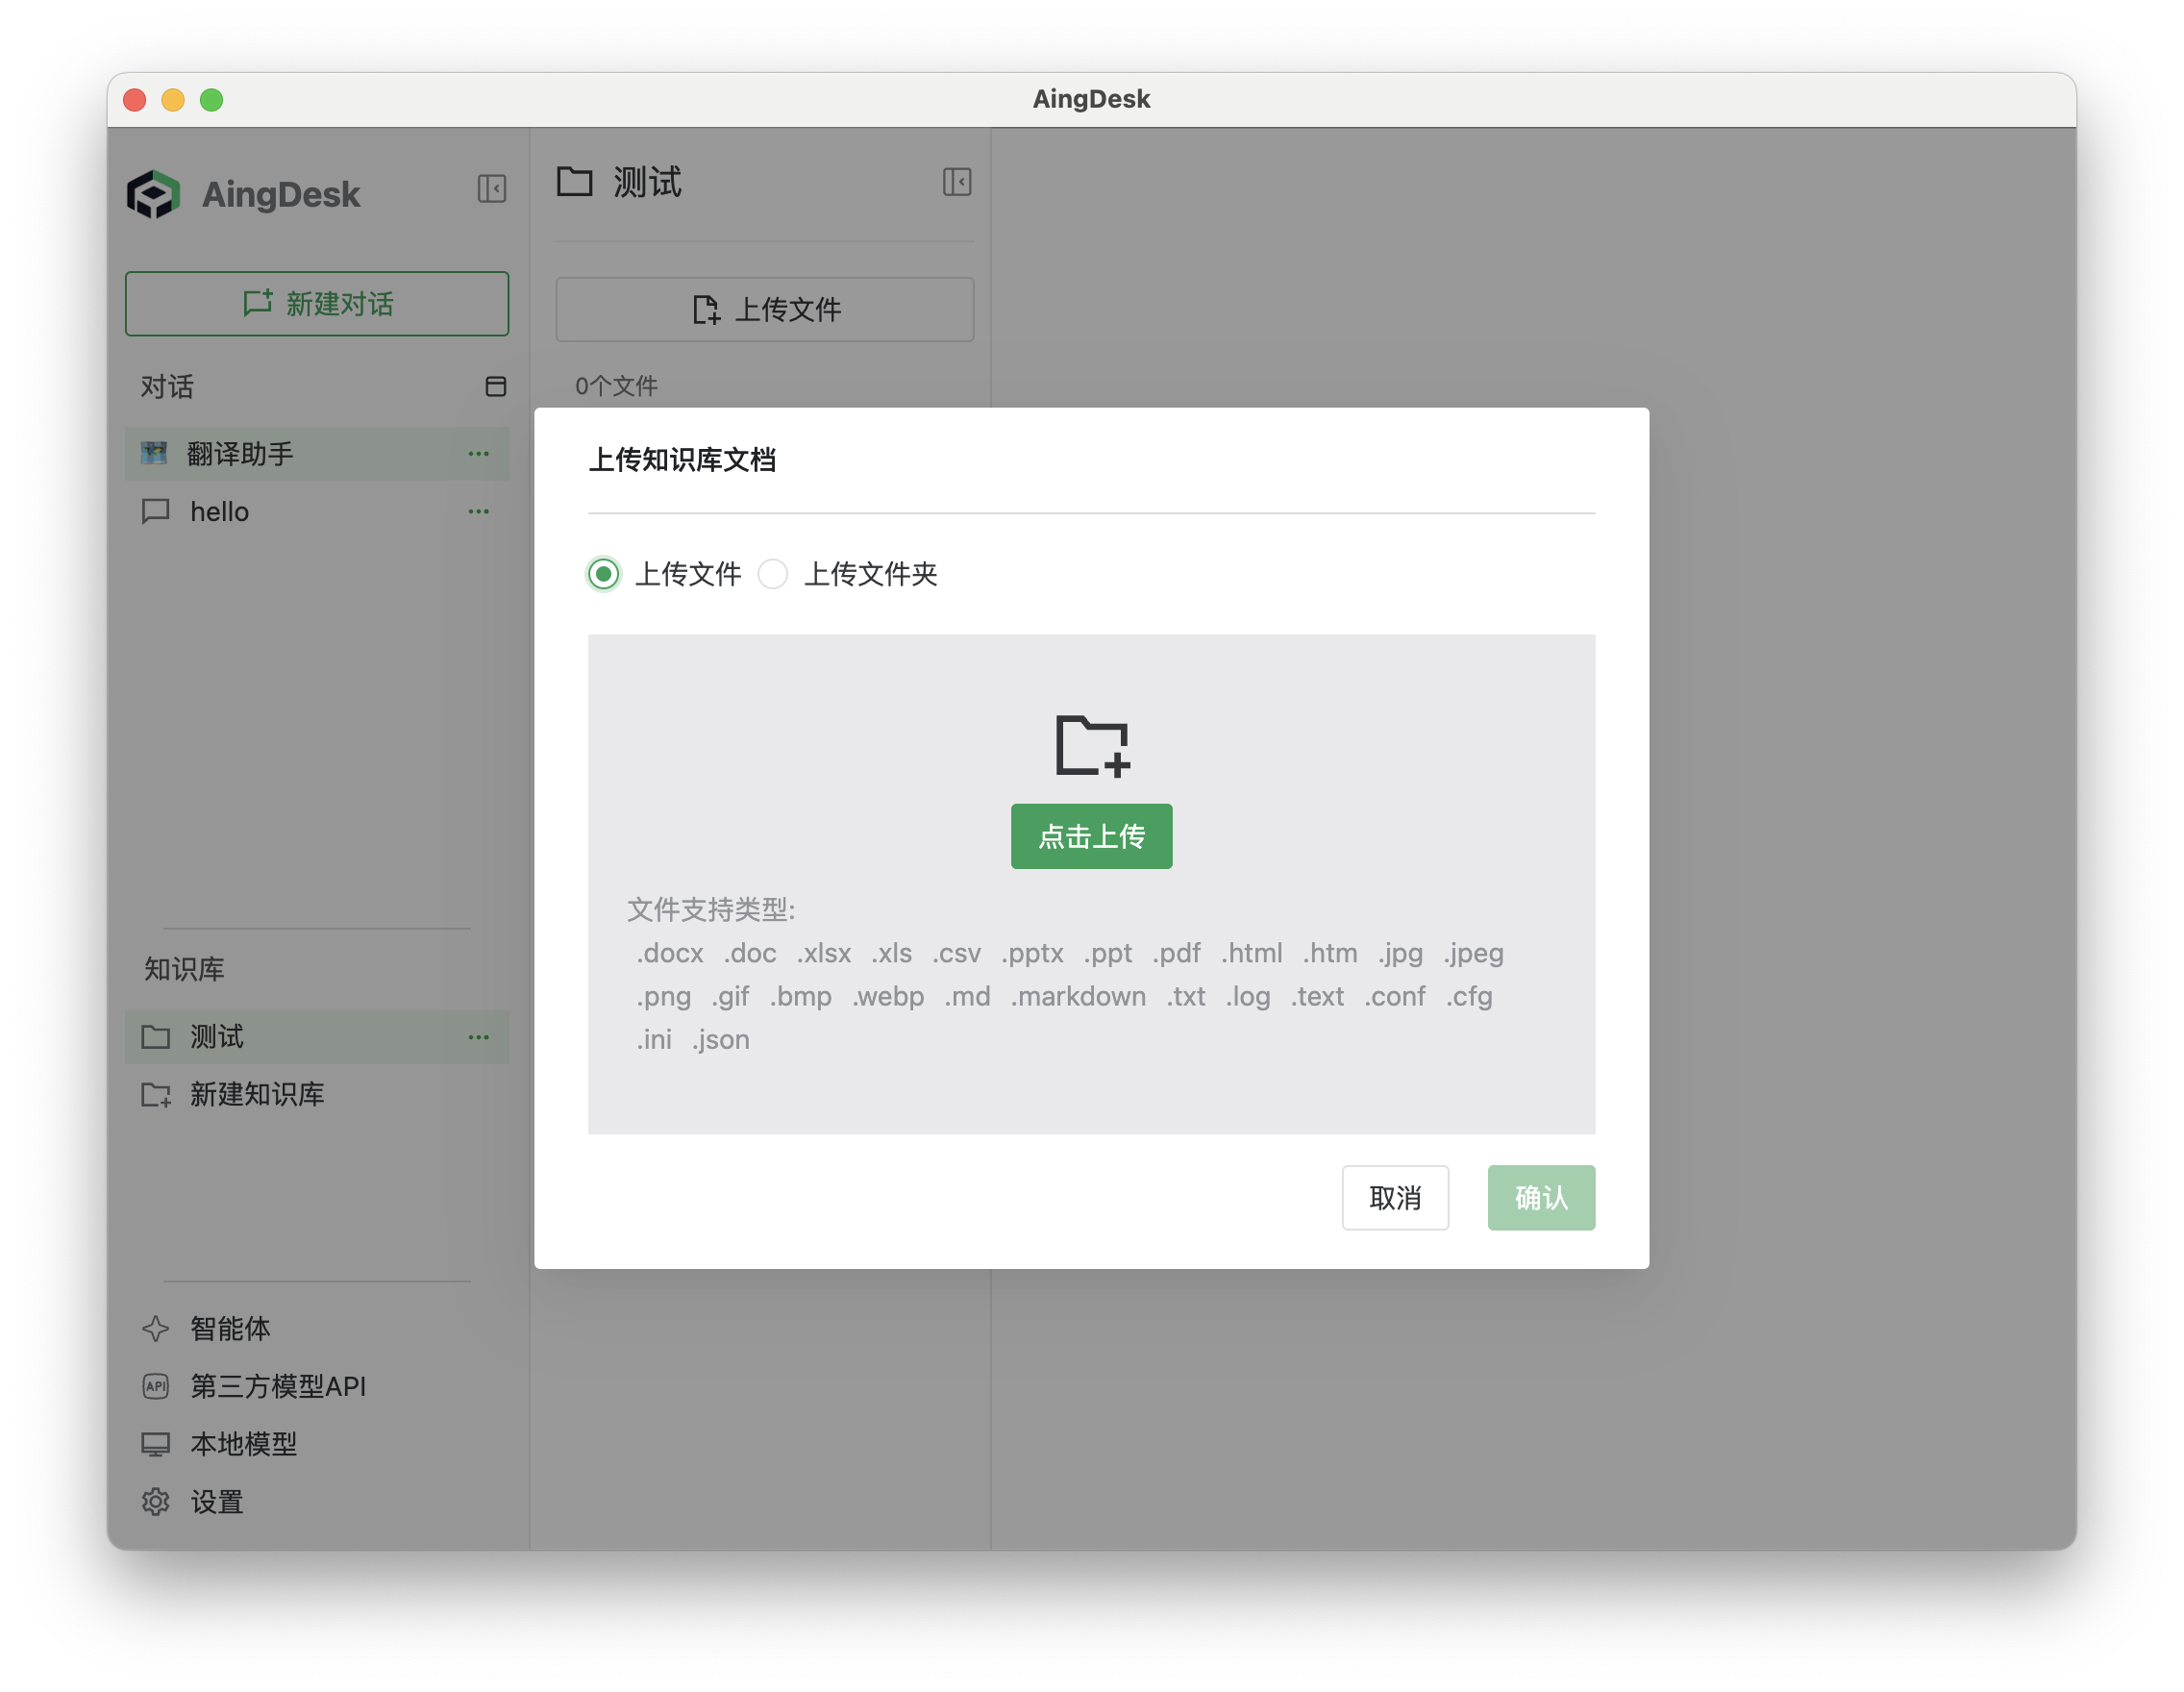 AingDesk
AingDesk
新建对话
对话
翻译助手
hello
知识库
测试
新建知识库
智能体
API 第三方模型API
本地模型
设置
测试
上传文件
0个文件
上传知识库文档
上传文件 上传文件夹
点击上传
文件支持类型:
.docx .doc .xlsx .xls .csv .pptx .ppt .pdf .html .htm .jpg .jpeg
.png .gif .bmp .webp .md .markdown .txt .log .text .conf .cfg
.ini .json
取消 确认